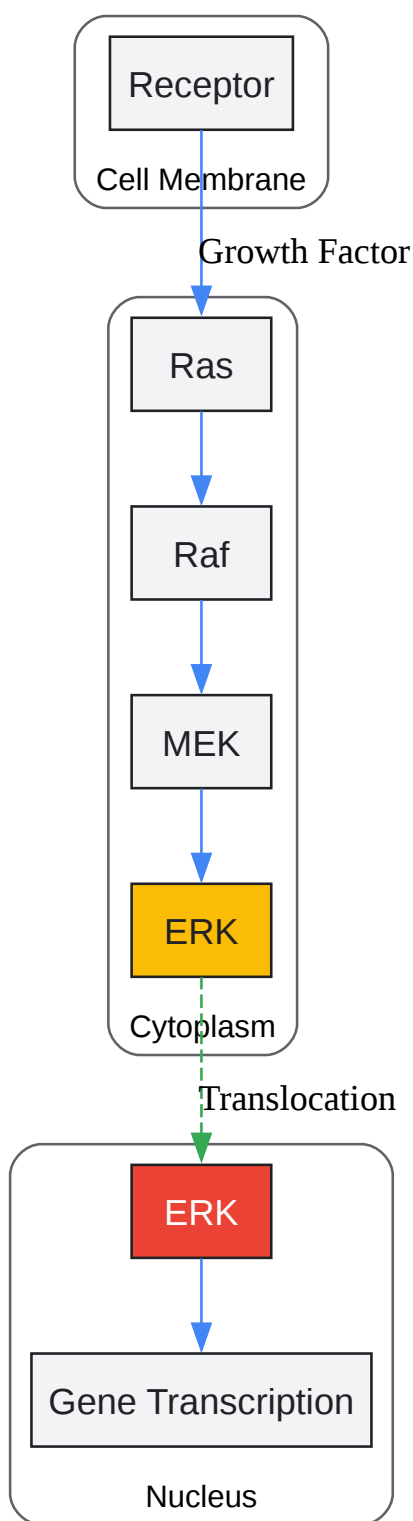 Receptor
Cell Membrane
Growth Factor
Ras
Raf
MEK
ERK
Cytoplasm
Translocation
ERK
Gene Transcription
Nucleus